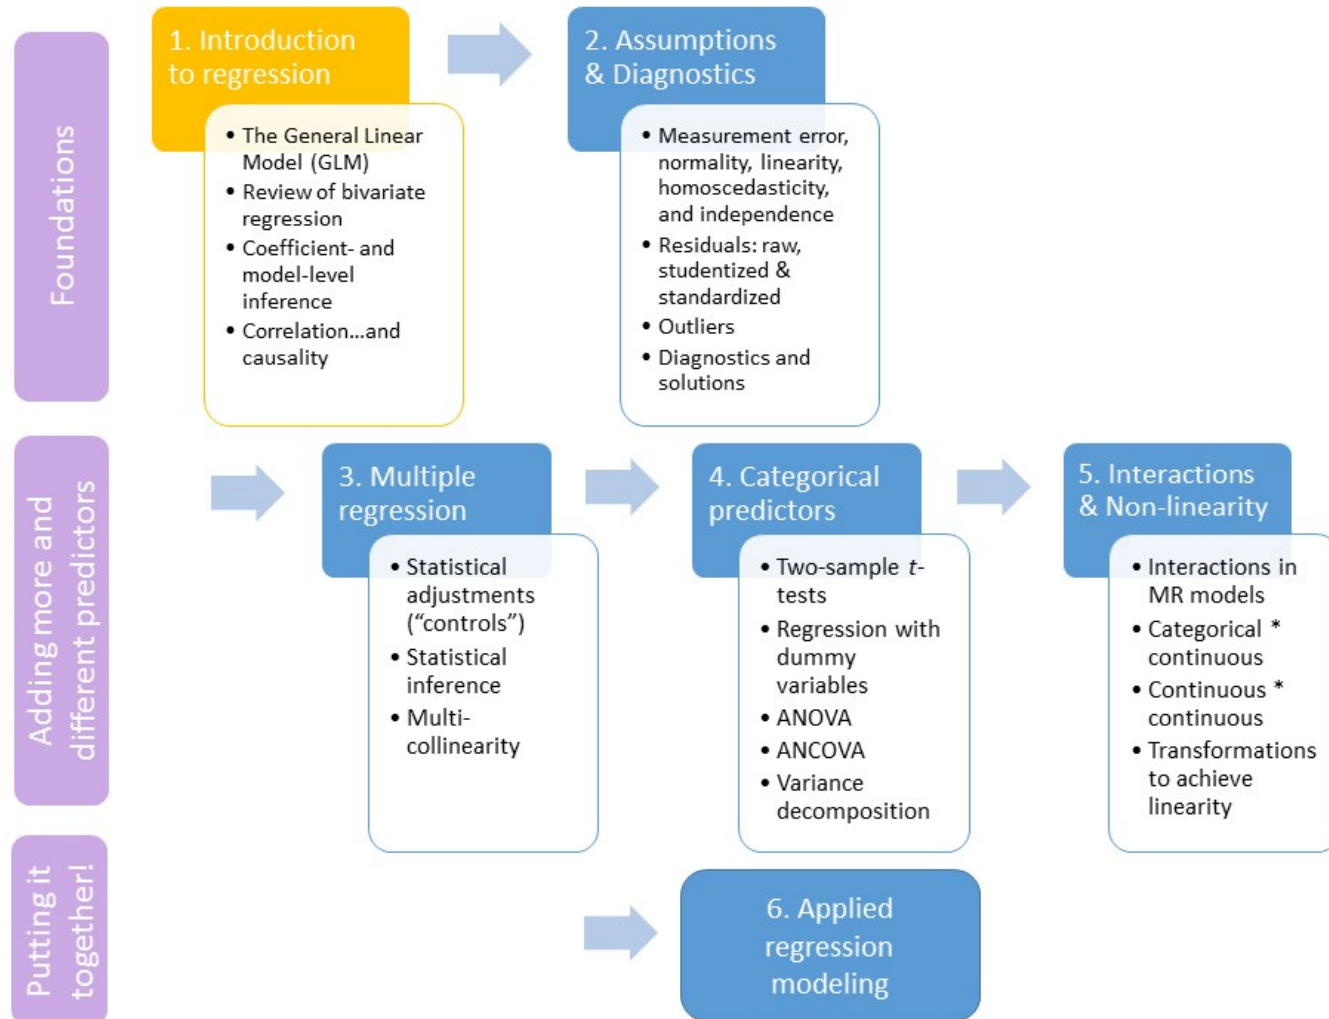 Foundations
1. Introduction
to regression
• The General Linear
Model (GLM)
• Review of bivariate
regression
• Coefficient- and
model-level
inference
• Correlation...and
causality
2. Assumptions
& Diagnostics
• Measurement error,
normality, linearity,
homoscedasticity,
and independence
• Residuals: raw,
studentized &
standardized
• Outliers
• Diagnostics and
solutions
Adding more and
different predictors
3. Multiple
regression
• Statistical
adjustments
(“controls”)
• Statistical
inference
• Multi-
collinearity
4. Categorical
predictors
• Two-sample t-
tests
• Regression with
dummy
variables
• ANOVA
• ANCOVA
• Variance
decomposition
5. Interactions
& Non-linearity
• Interactions in
MR models
• Categorical *
continuous
• Continuous *
continuous
• Transformations
to achieve
linearity
Putting it
together!
6. Applied
regression
modeling